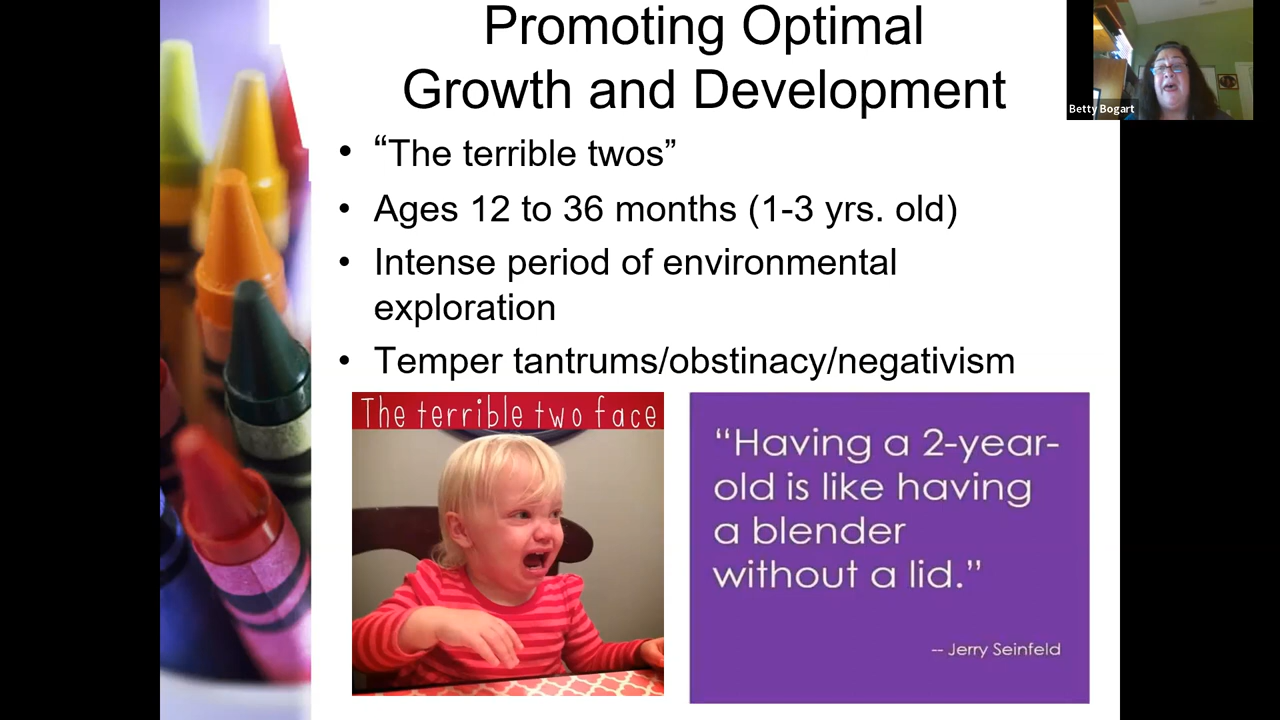 Promoting Optimal
Growth and Development
Betty Bogart
• “The terrible twos”
• Ages 12 to 36 months (1-3 yrs. old)
• Intense period of environmental
exploration
• Temper tantrums/obstinacy/negativism
The terrible two face
“Having a 2-year-
old is like having
a blender
without a lid.”
-- Jerry Seinfeld